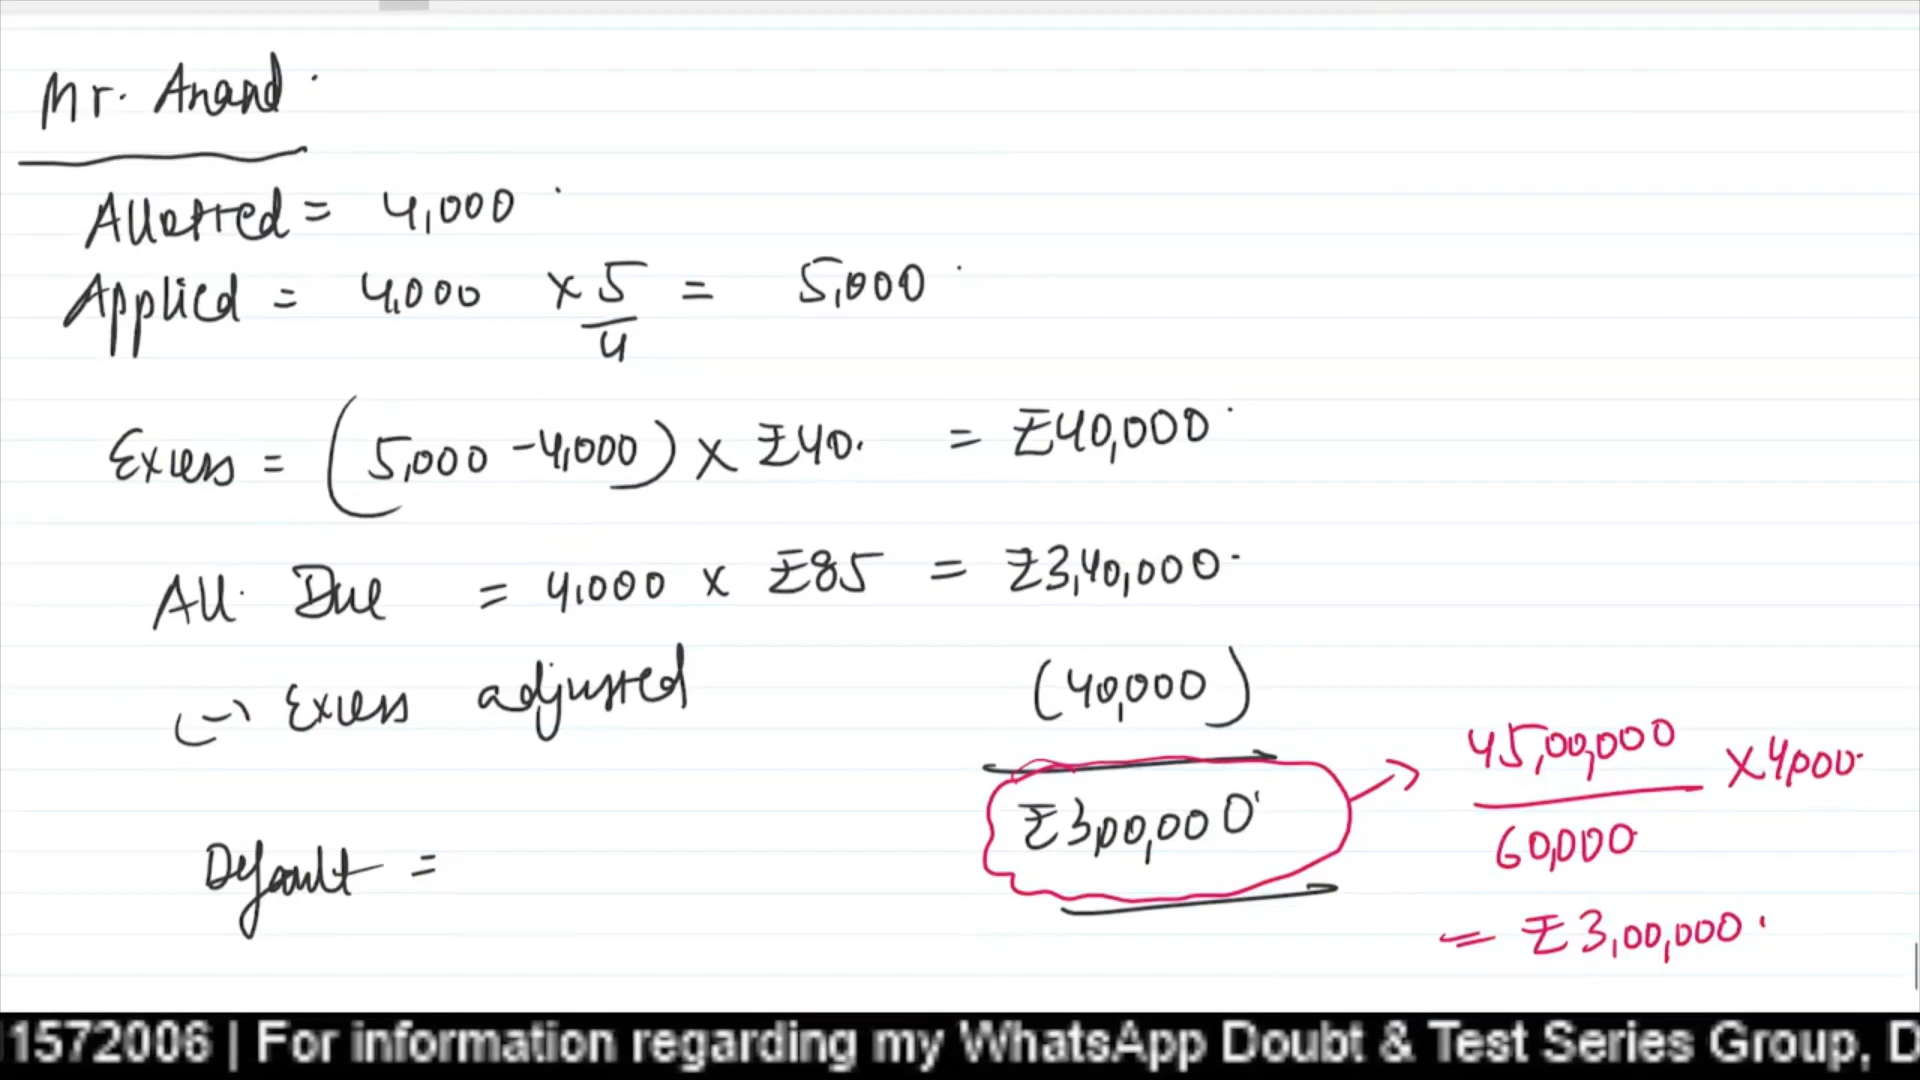 Mr. Anand
Allotted = 4,000
Applied = 4,000 × 5/4 = 5,000
Excess = (5,000 - 4,000) × ₹40. = ₹40,000
All. Due = 4,000 × ₹85 = ₹3,40,000
(-) Excess adjusted (40,000)
₹3,00,000 → 45,00,000/60,000 × 4,000
= ₹3,00,000
Default =
1572006 | For information regarding my WhatsApp Doubt & Test Series Group, D